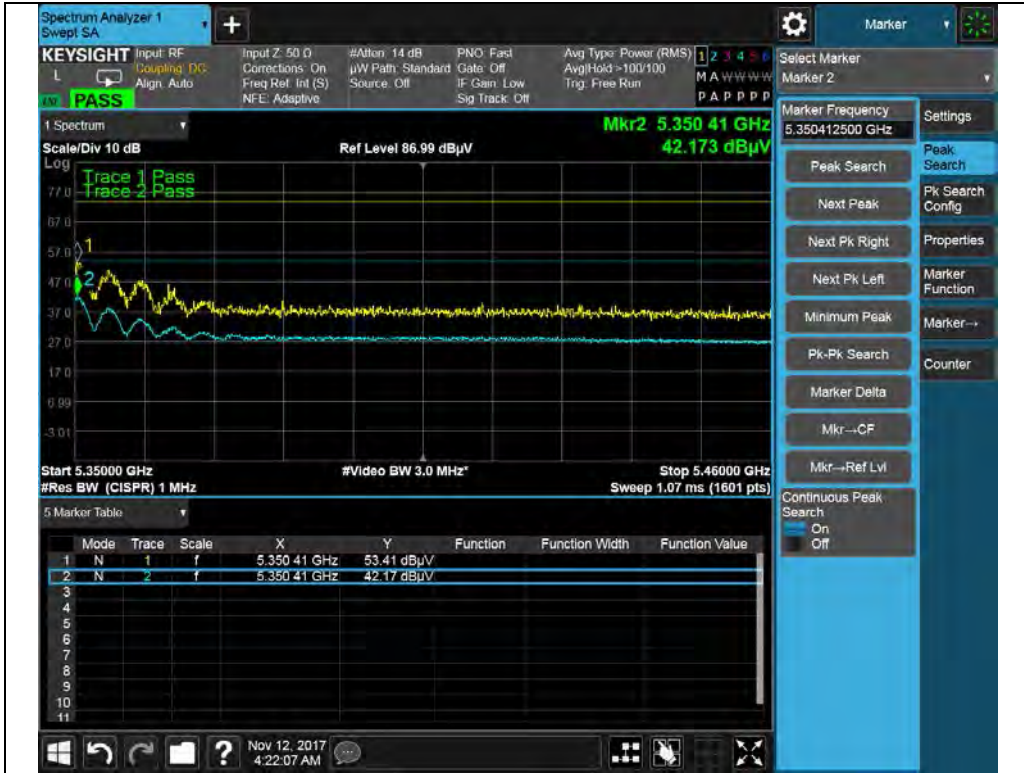 Spectrum Analyzer 1
Swept SA
Marker
KEYSIGHT
L
PASS
Input: RF
Coupling: DC
Align: Auto
Input Z: 50 Ω
Corrections: On
Freq Ref: Int (S)
NFE: Adaptive
#Atten: 14 dB
µW Path: Standard
Source: Off
PNO: Fast
Gate: Off
IF Gain: Low
Sig Track: Off
Avg Type: Power (RMS)
Avg|Hold >100/100
Trig: Free Run
1 2 3 4 5 6
M A W W W W
P A P P P P
Select Marker
Marker 2
1 Spectrum
Mkr2 5.350 41 GHz
42.173 dBµV
Scale/Div 10 dB
Ref Level 86.99 dBµV
Log
Trace 1 Pass
Trace 2 Pass
77.0
67.0
57.0
47.0
37.0
27.0
17.0
6.99
-3.01
1
2
Start 5.35000 GHz
#Video BW 3.0 MHz*
Stop 5.46000 GHz
#Res BW (CISPR) 1 MHz
Sweep 1.07 ms (1601 pts)
Marker Frequency
5.350412500 GHz
Peak Search
Next Peak
Next Pk Right
Next Pk Left
Minimum Peak
Pk-Pk Search
Marker Delta
Mkr→CF
Mkr→Ref Lvl
Continuous Peak
Search
On
Off
Settings
Peak
Search
Pk Search
Config
Properties
Marker
Function
Marker→
Counter
5 Marker Table
Mode Trace Scale X Y Function Function Width Function Value
1 N 1 f 5.350 41 GHz 53.41 dBµV
2 N 2 f 5.350 41 GHz 42.17 dBµV
3
4
5
6
7
8
9
10
11
Nov 12, 2017
4:22:07 AM